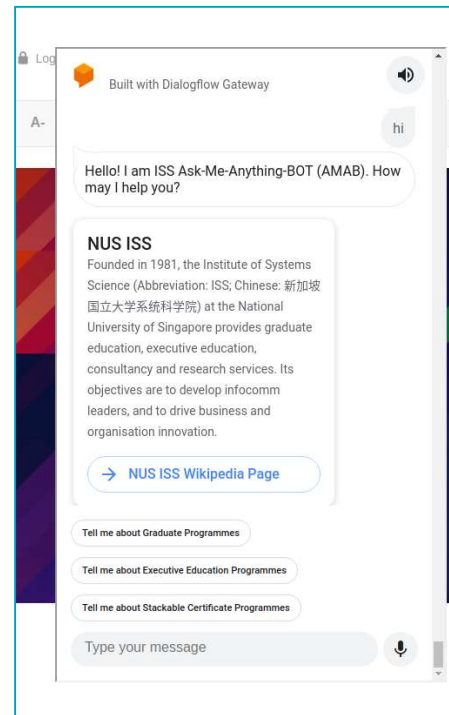 Log
Built with Dialogflow Gateway
A-
hi
Hello! I am ISS Ask-Me-Anything-BOT (AMAB). How
may I help you?
NUS ISS
Founded in 1981, the Institute of Systems
Science (Abbreviation: ISS; Chinese: 新加坡
国立大学系统科学院) at the National
University of Singapore provides graduate
education, executive education,
consultancy and research services. Its
objectives are to develop infocomm
leaders, and to drive business and
organisation innovation.
NUS ISS Wikipedia Page
Tell me about Graduate Programmes
Tell me about Executive Education Programmes
Tell me about Stackable Certificate Programmes
Type your message